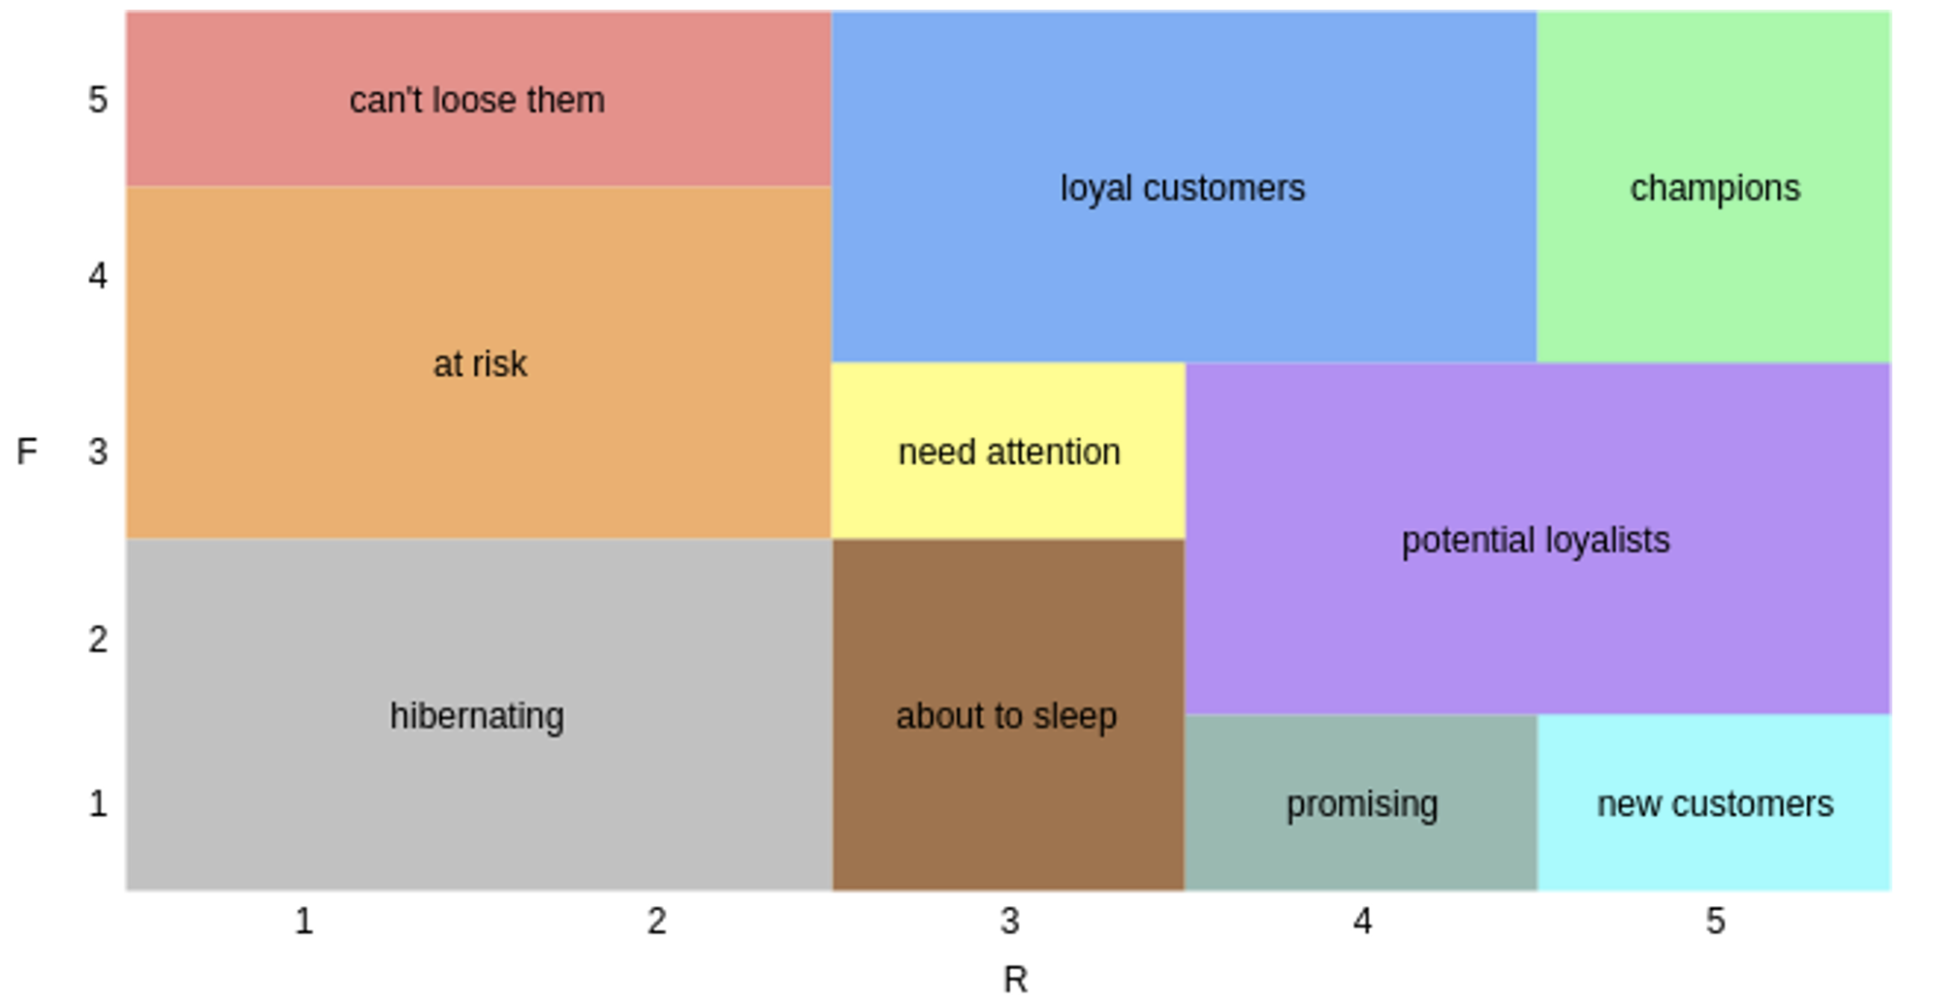 5
can't loose them
loyal customers
champions
4
at risk
F
3
need attention
potential loyalists
2
hibernating
about to sleep
1
promising
new customers
1 2 3 4 5
R